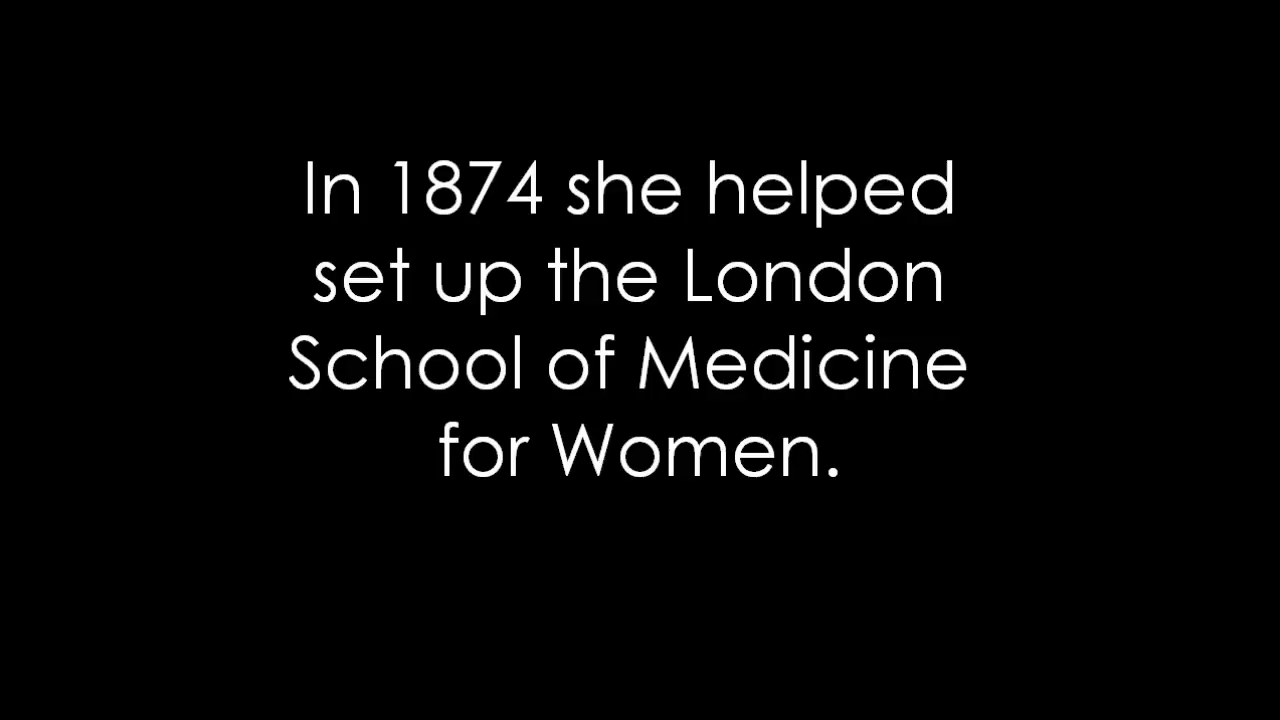 In 1874 she helped
set up the London
School of Medicine
for Women.